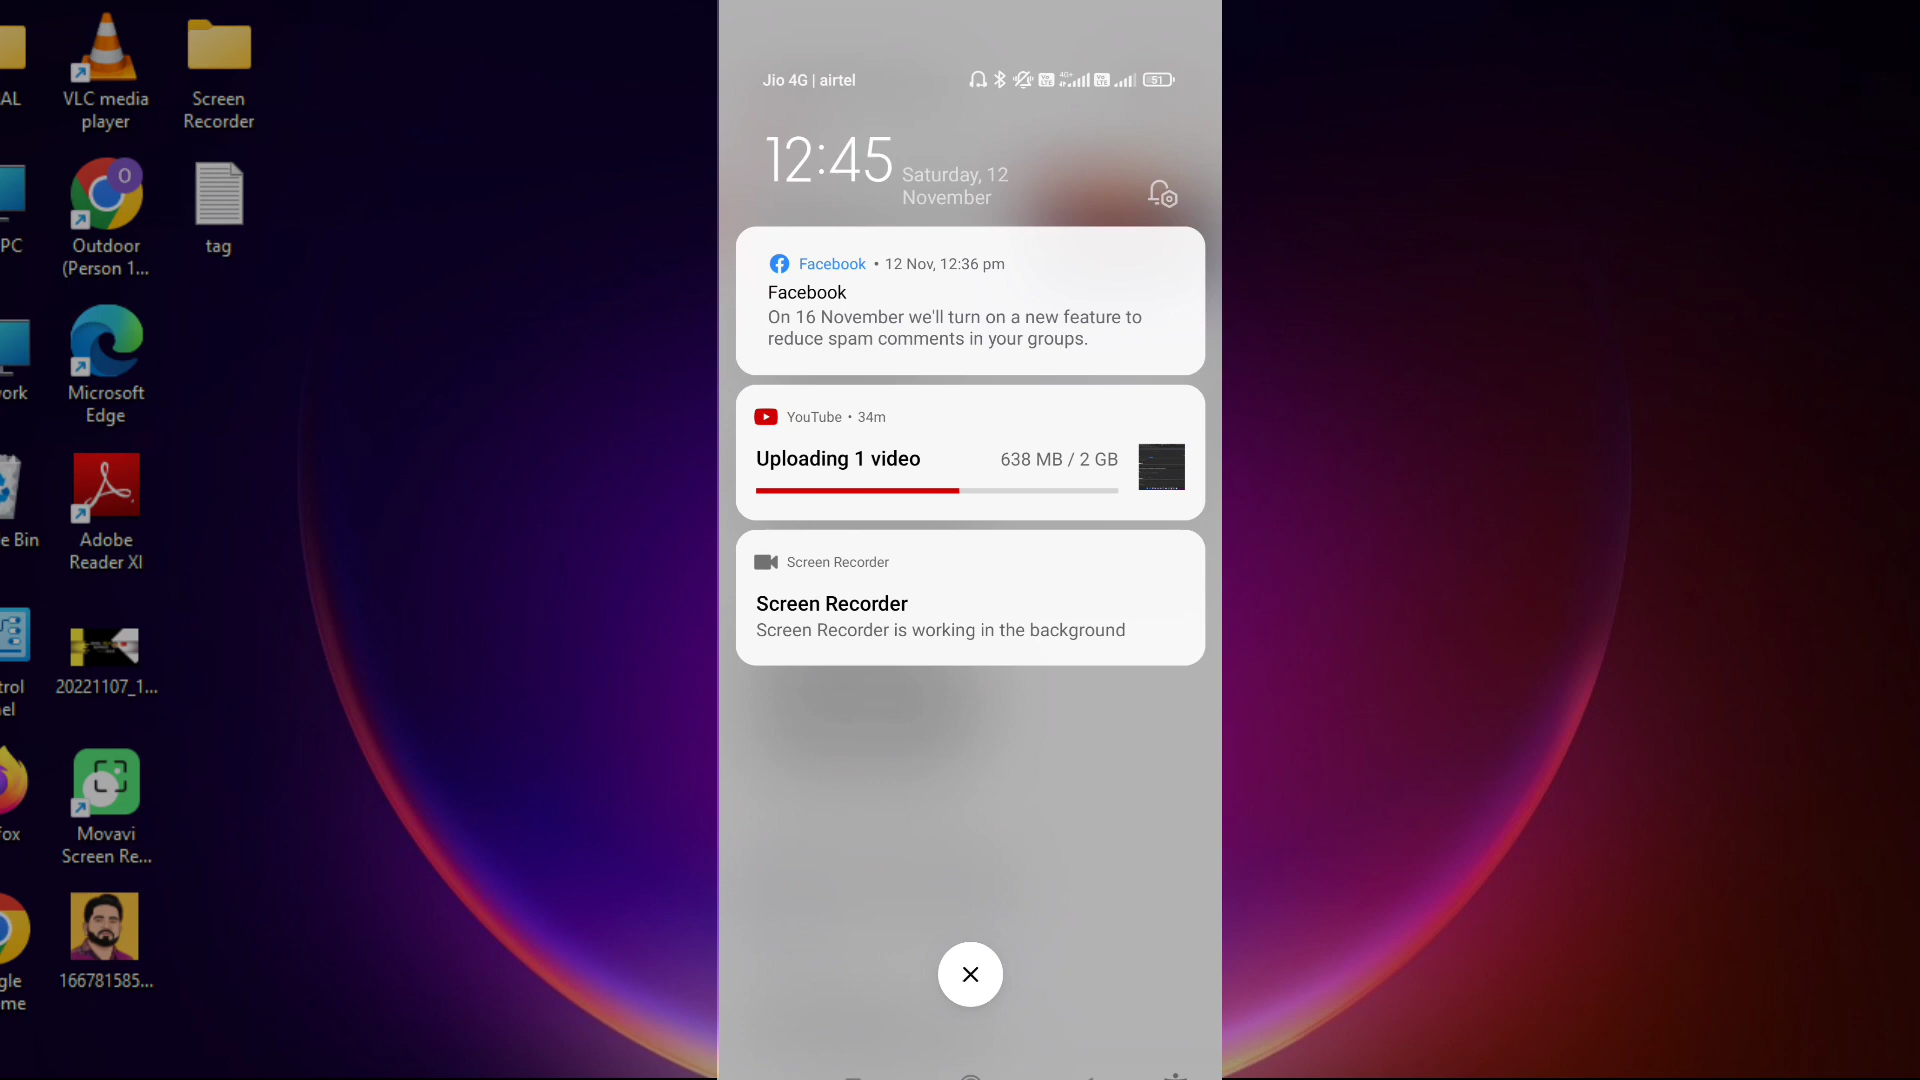 AL
VLC media
player
Screen
Recorder
PC
Outdoor
(Person 1...
tag
ork
Microsoft
Edge
e Bin
Adobe
Reader XI
trol
el
20221107_1...
fox
Movavi
Screen Re...
gle
me
166781585...
Jio 4G | airtel
4G+
51
12:45
Saturday, 12
November
Facebook • 12 Nov, 12:36 pm
Facebook
On 16 November we'll turn on a new feature to
reduce spam comments in your groups.
YouTube • 34m
Uploading 1 video
638 MB / 2 GB
Screen Recorder
Screen Recorder
Screen Recorder is working in the background